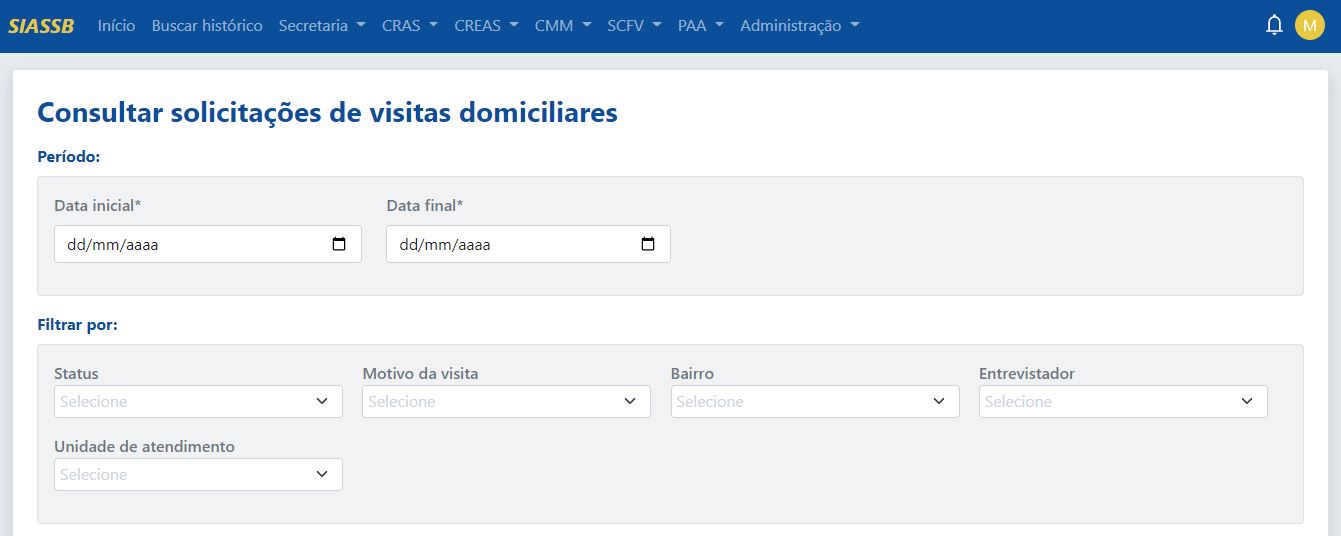 SIASSB Início Buscar histórico Secretaria CRAS CREAS CMM SCFV PAA Administração M
Consultar solicitações de visitas domiciliares
Período:
Data inicial* Data final*
dd/mm/aaaa dd/mm/aaaa
Filtrar por:
Status Motivo da visita Bairro Entrevistador
Selecione Selecione Selecione Selecione
Unidade de atendimento
Selecione